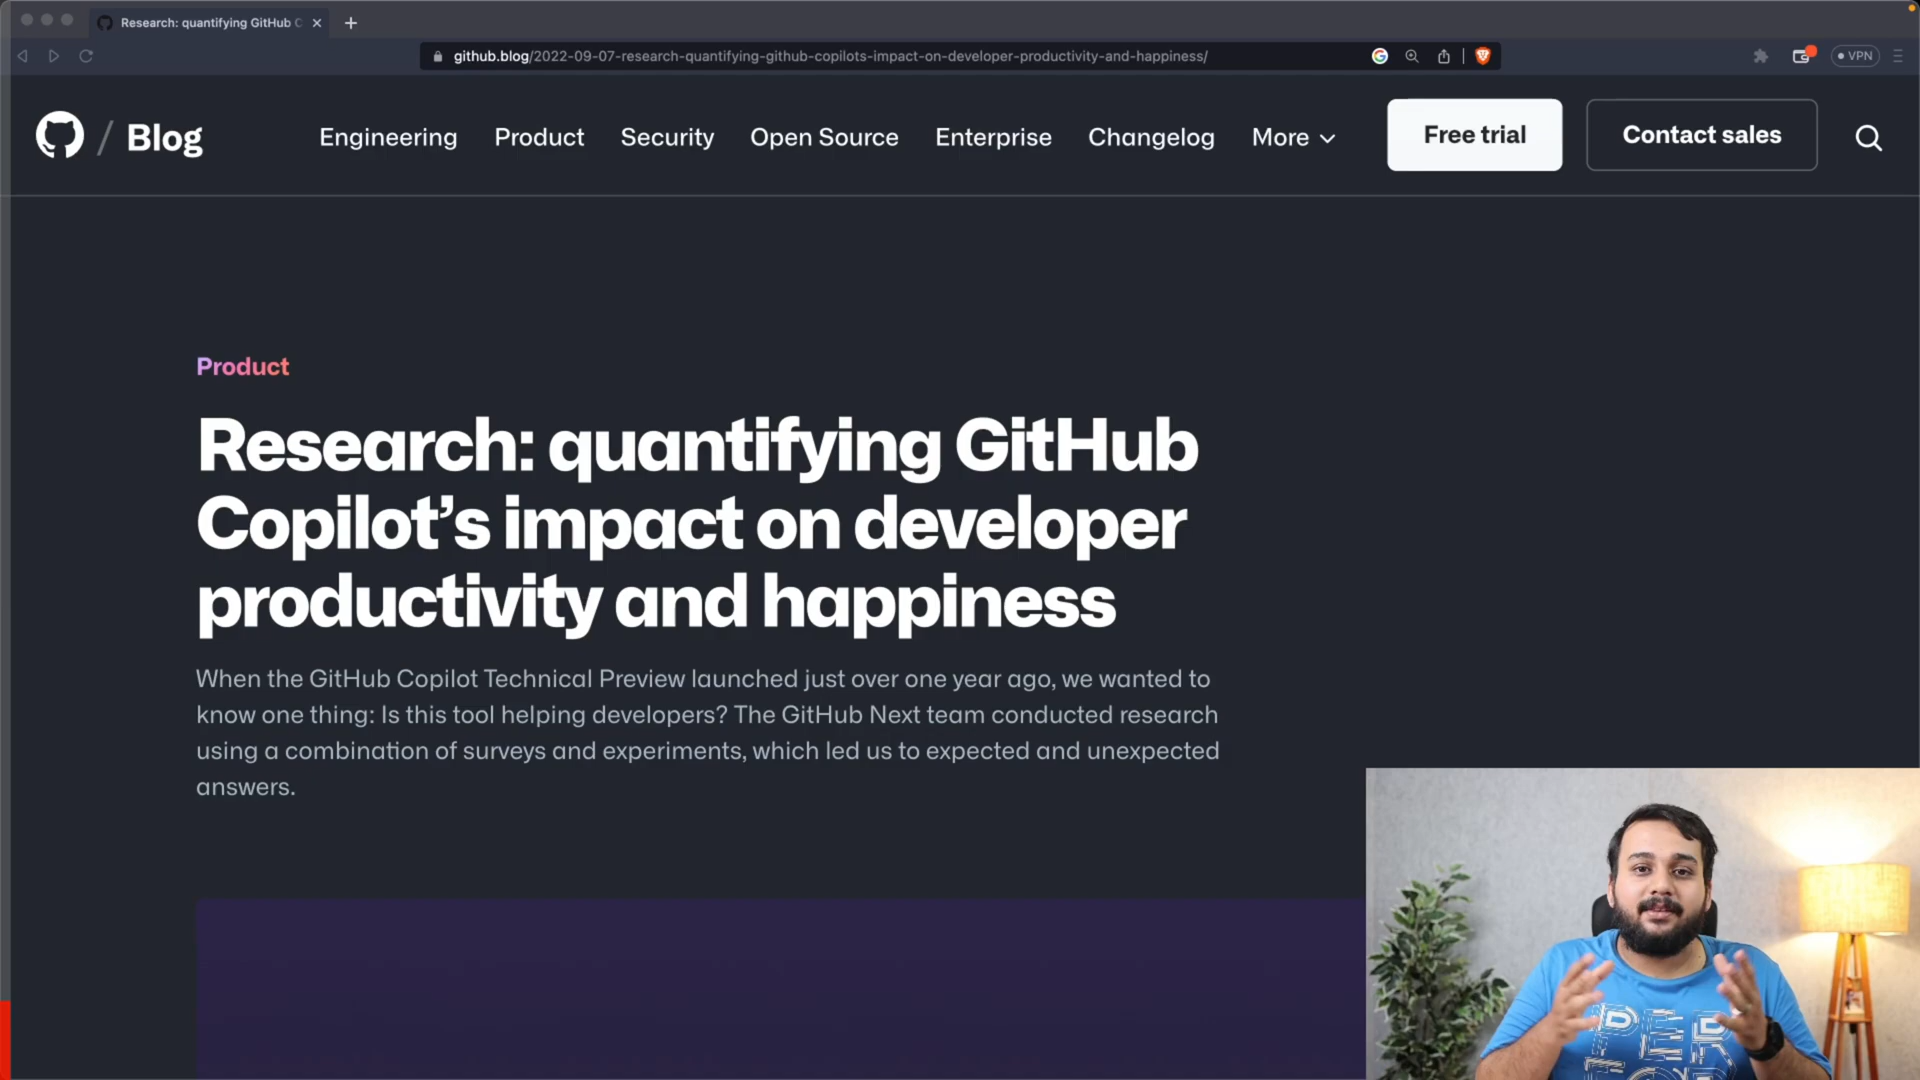 Research: quantifying GitHub C
github.blog/2022-09-07-research-quantifying-github-copilots-impact-on-developer-productivity-and-happiness/
VPN
/ Blog
Engineering
Product
Security
Open Source
Enterprise
Changelog
More
Free trial
Contact sales
Product
Research: quantifying GitHub
Copilot’s impact on developer
productivity and happiness
When the GitHub Copilot Technical Preview launched just over one year ago, we wanted to
know one thing: Is this tool helping developers? The GitHub Next team conducted research
using a combination of surveys and experiments, which led us to expected and unexpected
answers.